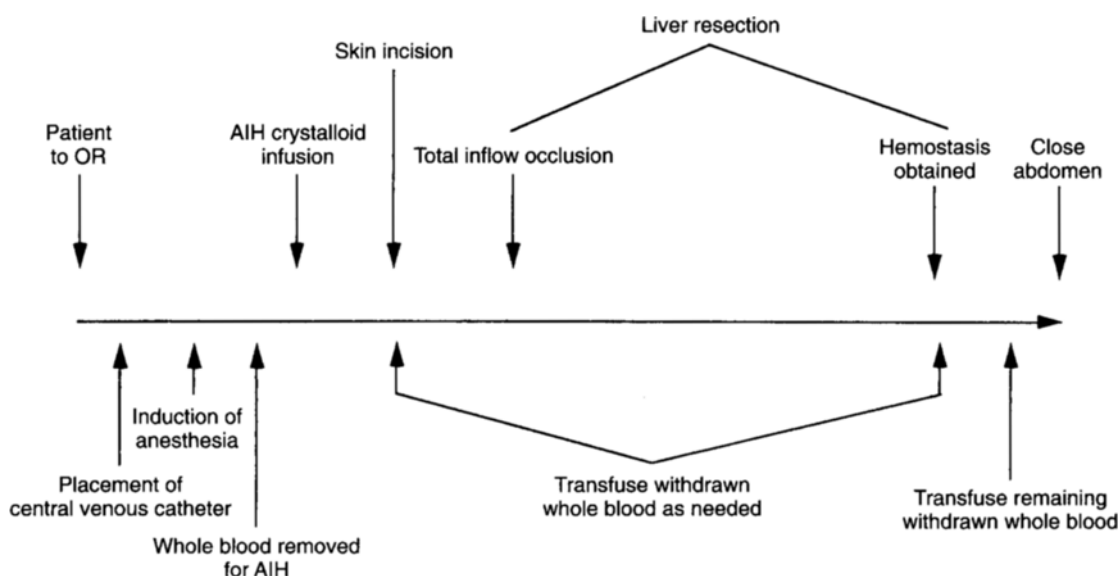 Liver resection
Skin incision
Patient
to OR
AIH crystalloid
infusion
Total inflow occlusion
Hemostasis
obtained
Close
abdomen
Induction of
anesthesia
Placement of
central venous catheter
Whole blood removed
for AIH
Transfuse withdrawn
whole blood as needed
Transfuse remaining
withdrawn whole blood